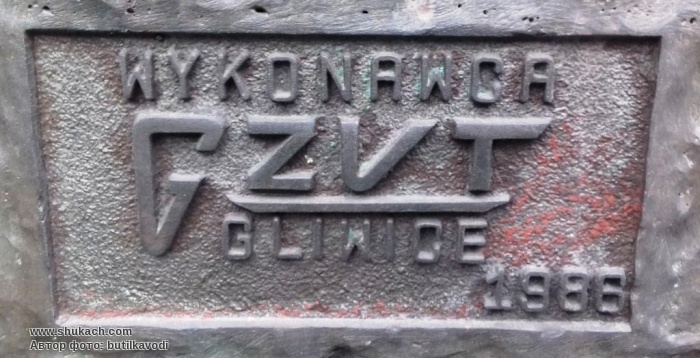 WYKONAWCA
GZUT
GLIWICE
1986
www.shukach.com
Автор фото: butilkavodi